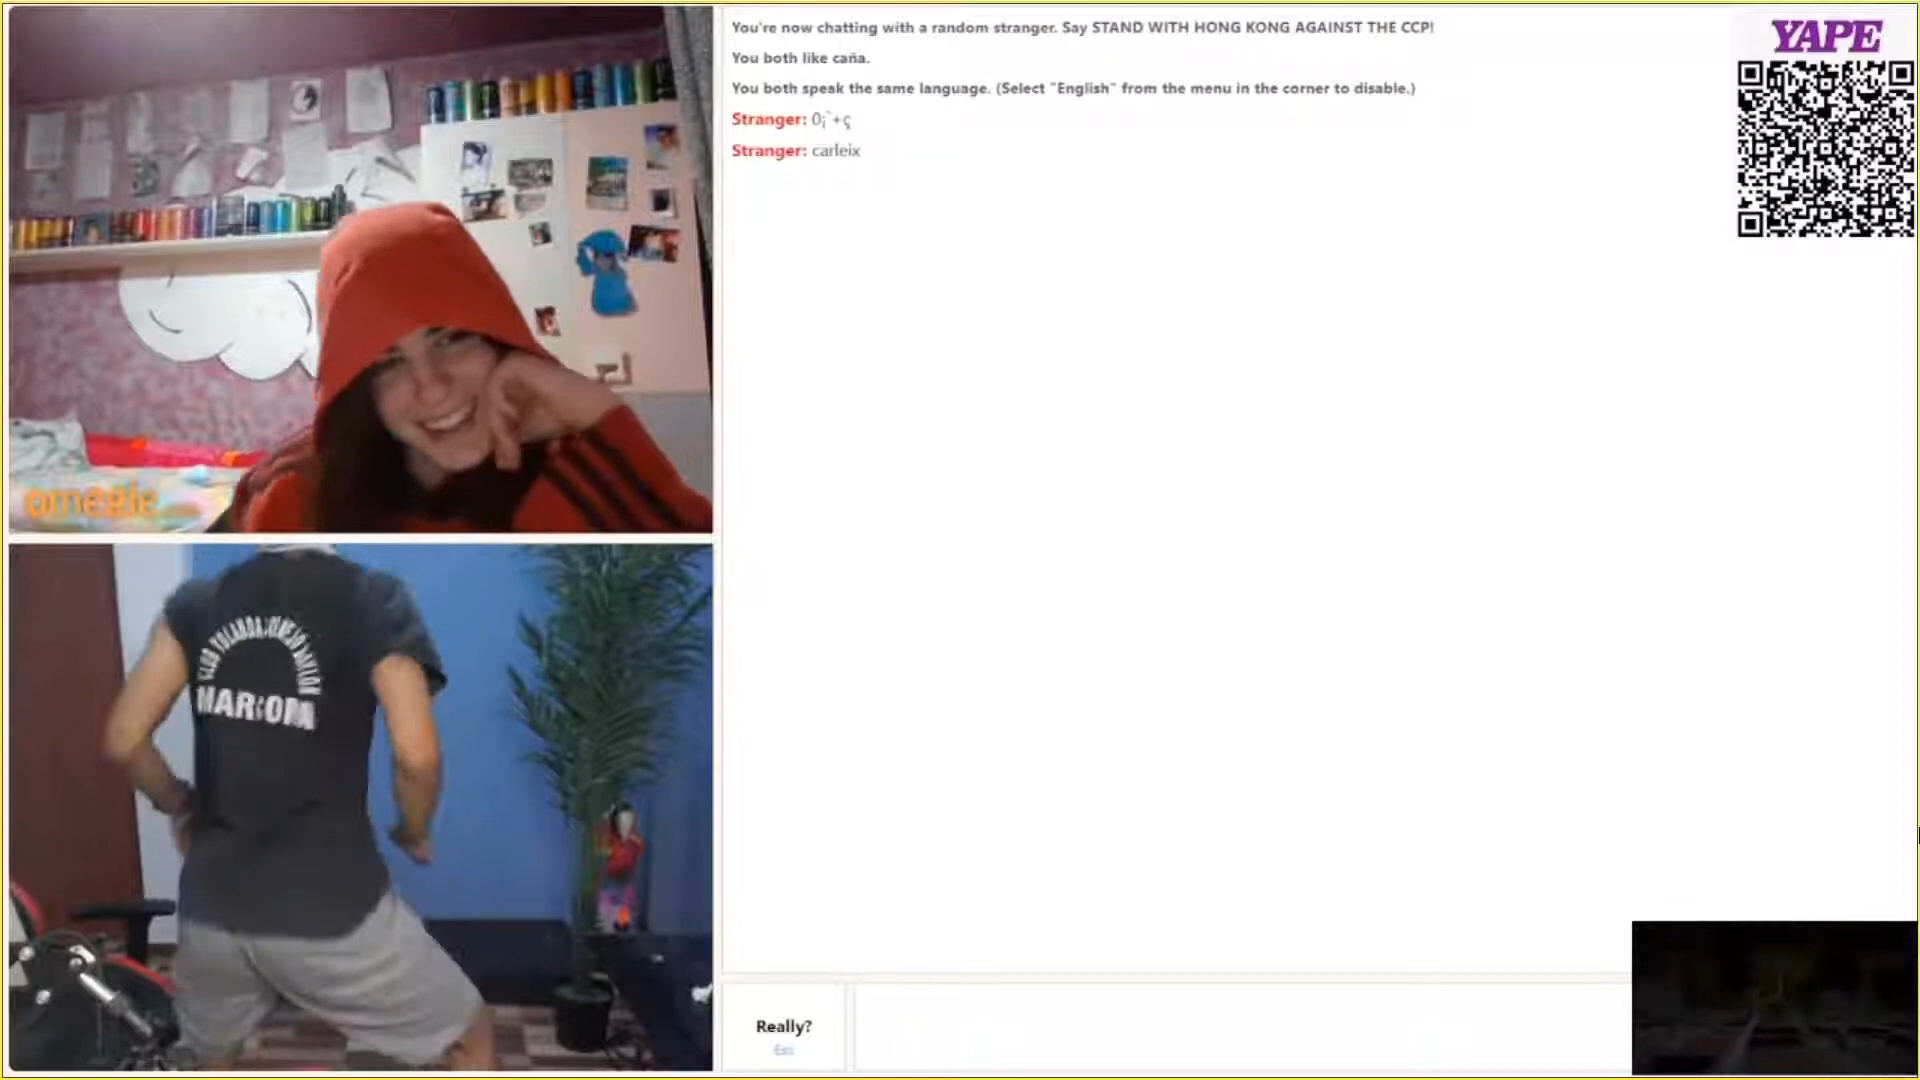 You're now chatting with a random stranger. Say STAND WITH HONG KONG AGAINST THE CCP!
You both like caña.
You both speak the same language. (Select "English" from the menu in the corner to disable.)
Stranger: 0¡`+ç
Stranger: carleix
YAPE
omegle
Really?
Esc